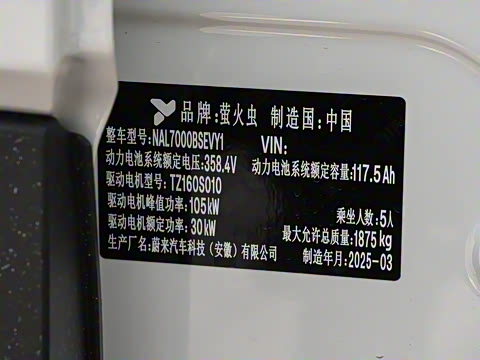 品牌:萤火虫 制造国:中国
整车型号:NAL7000BSEVY1 VIN:
动力电池系统额定电压:358.4V 动力电池系统额定容量:117.5Ah
驱动电机型号:TZ160S010
驱动电机峰值功率:105kW 乘坐人数:5人
驱动电机额定功率:30kW 最大允许总质量:1875kg
生产厂名:蔚来汽车科技(安徽)有限公司 制造年月:2025-03